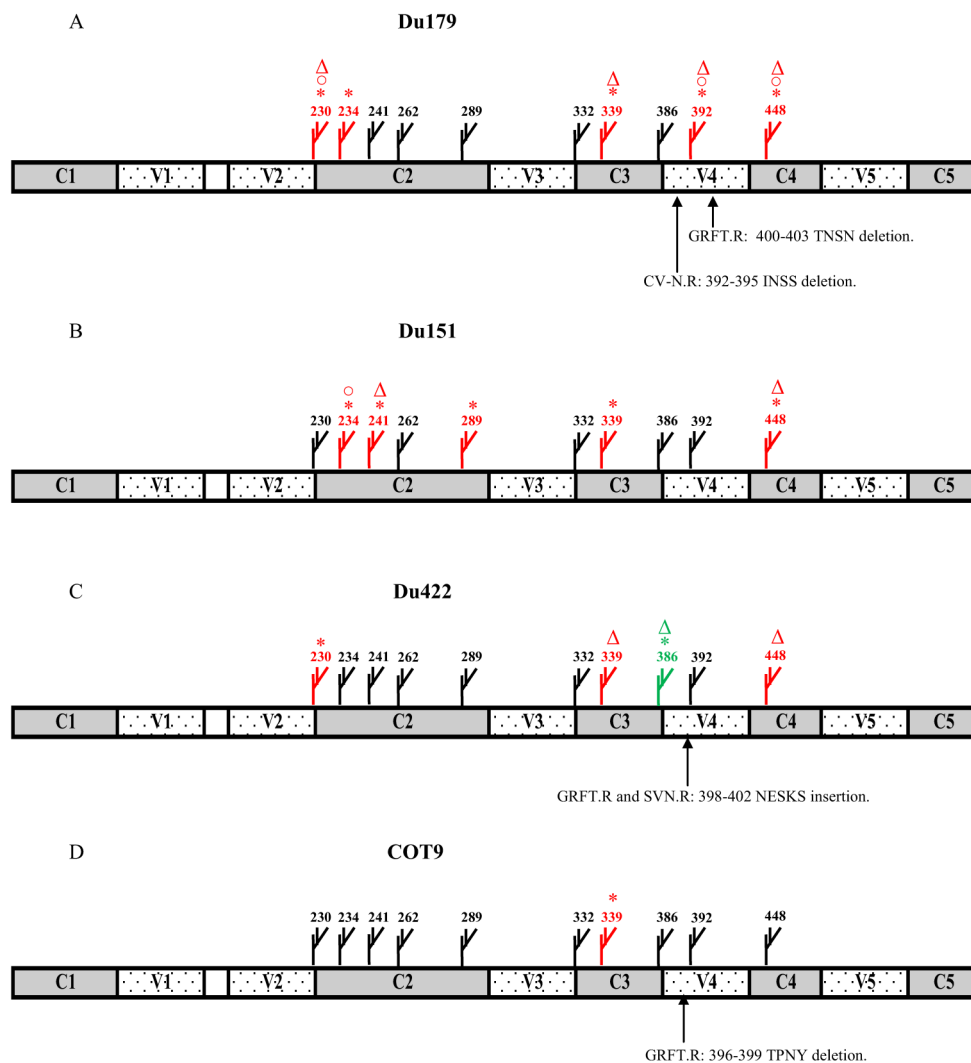 A Du179
Δ Δ Δ Δ
○ ○ ○
* * * * *
230 234 241 262 289 332 339 386 392 448
C1 V1 V2 C2 V3 C3 V4 C4 V5 C5
GRFT.R: 400-403 TNSN deletion.
CV-N.R: 392-395 INSS deletion.
B Du151
○ Δ Δ
* * * * *
230 234 241 262 289 332 339 386 392 448
C1 V1 V2 C2 V3 C3 V4 C4 V5 C5
C Du422
Δ
* Δ * Δ
230 234 241 262 289 332 339 386 392 448
C1 V1 V2 C2 V3 C3 V4 C4 V5 C5
GRFT.R and SVN.R: 398-402 NESKS insertion.
D COT9
*
230 234 241 262 289 332 339 386 392 448
C1 V1 V2 C2 V3 C3 V4 C4 V5 C5
GRFT.R: 396-399 TPNY deletion.